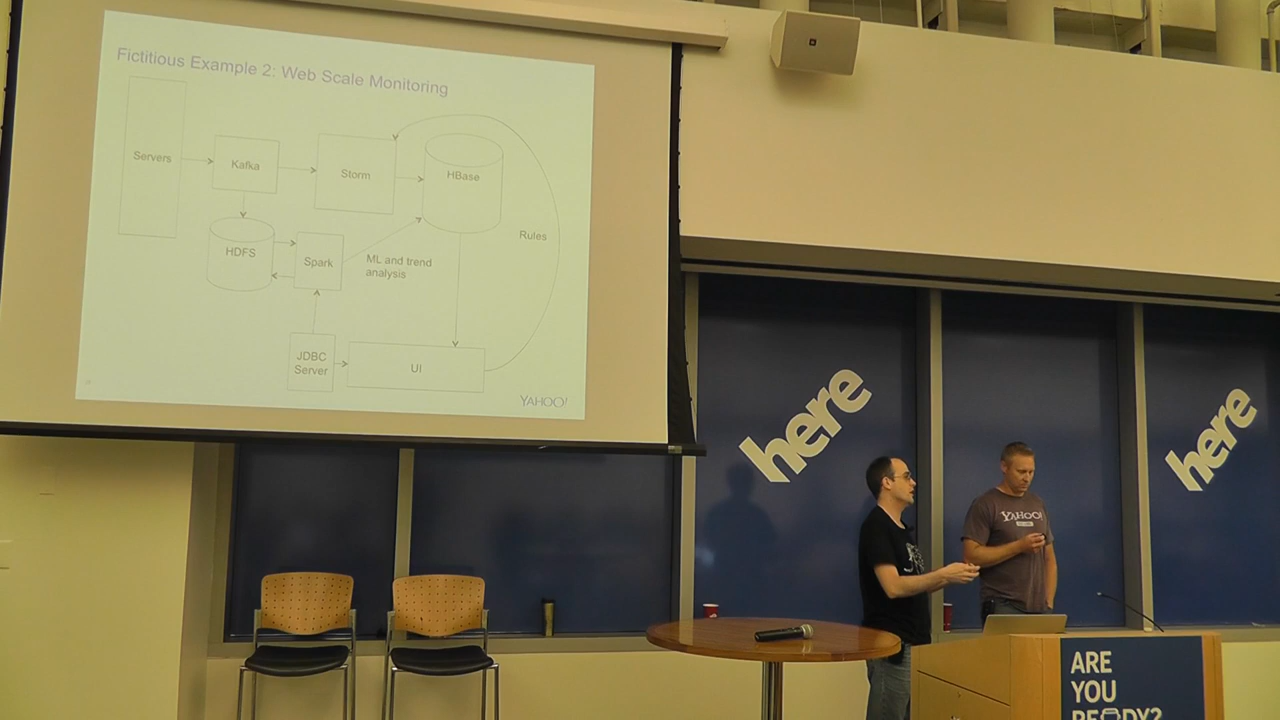 Fictitious Example 2: Web Scale Monitoring
Servers
Kafka
Storm
HBase
Rules
HDFS
Spark
ML and trend
analysis
JDBC
Server
UI
YAHOO!
here
here
YAHOO!
ARE
YOU
READY?